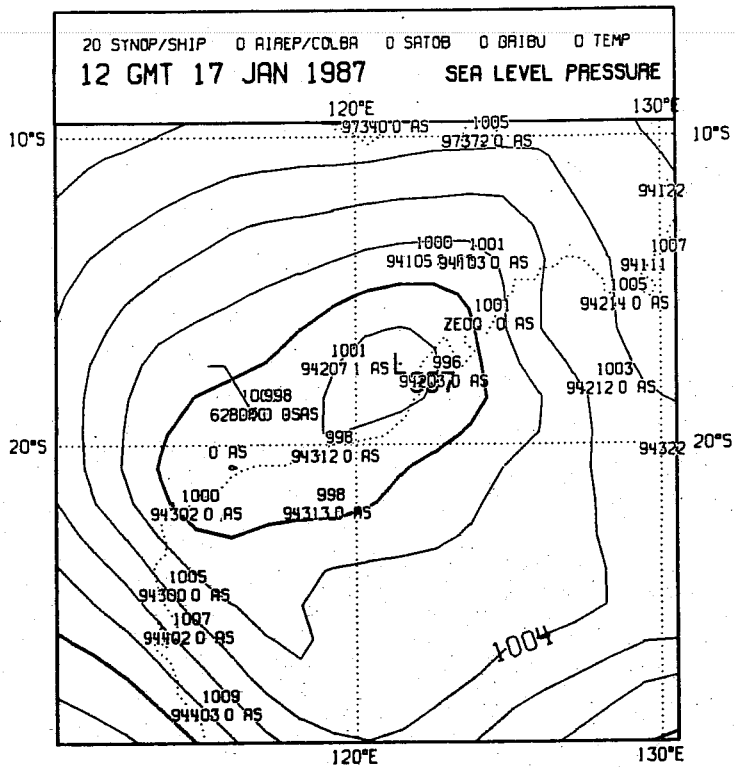 20 SYNOP/SHIP 0 AIREP/COLBA 0 SATOB 0 DRIBU 0 TEMP
12 GMT 17 JAN 1987 SEA LEVEL PRESSURE
120°E 130°E
97340 0 AS 1005
10°S 97372 0 AS 10°S
94122
1000 1001 1007
94105 94103 0 AS 94111
1005
94214 0 AS
1001
0 AS
1001 L 996 1003
94207 1 AS 94203 0 AS 94212 0 AS
998
998
20°S 94312 0 AS 94322 20°S
0 AS
1000 998
94302 0 AS 94313 0 AS
1005
94300 0 AS
1007
94402 0 AS
1004
1009
94403 0 AS
120°E 130°E